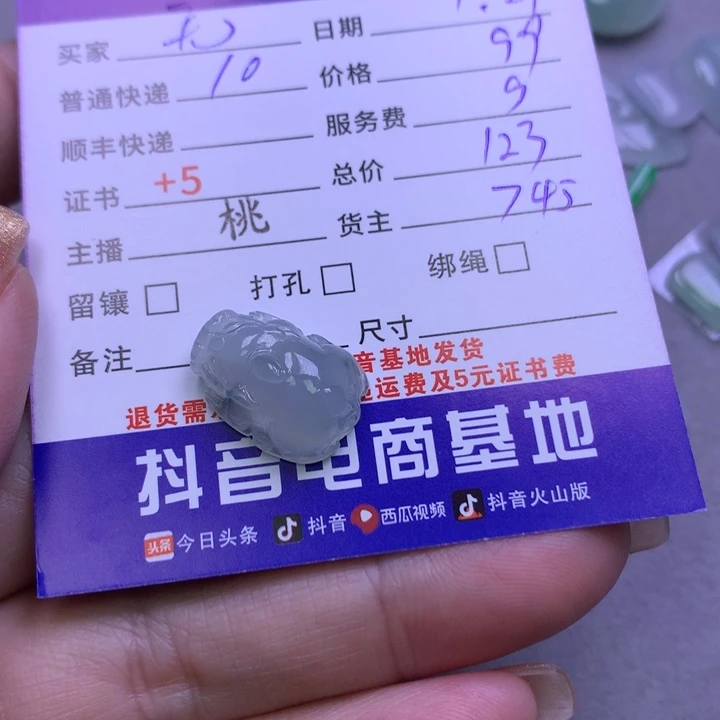 买家 日期
普通快递 10 价格 99
顺丰快递 服务费 9
证书 +5 总价 123
主播 桃 货主 745
留镶 □ 打孔 □ 绑绳 □
备注 尺寸
音基地发货
退货需 运费及5元证书费
抖音电商基地
头条 今日头条 抖音 西瓜视频 抖音火山版